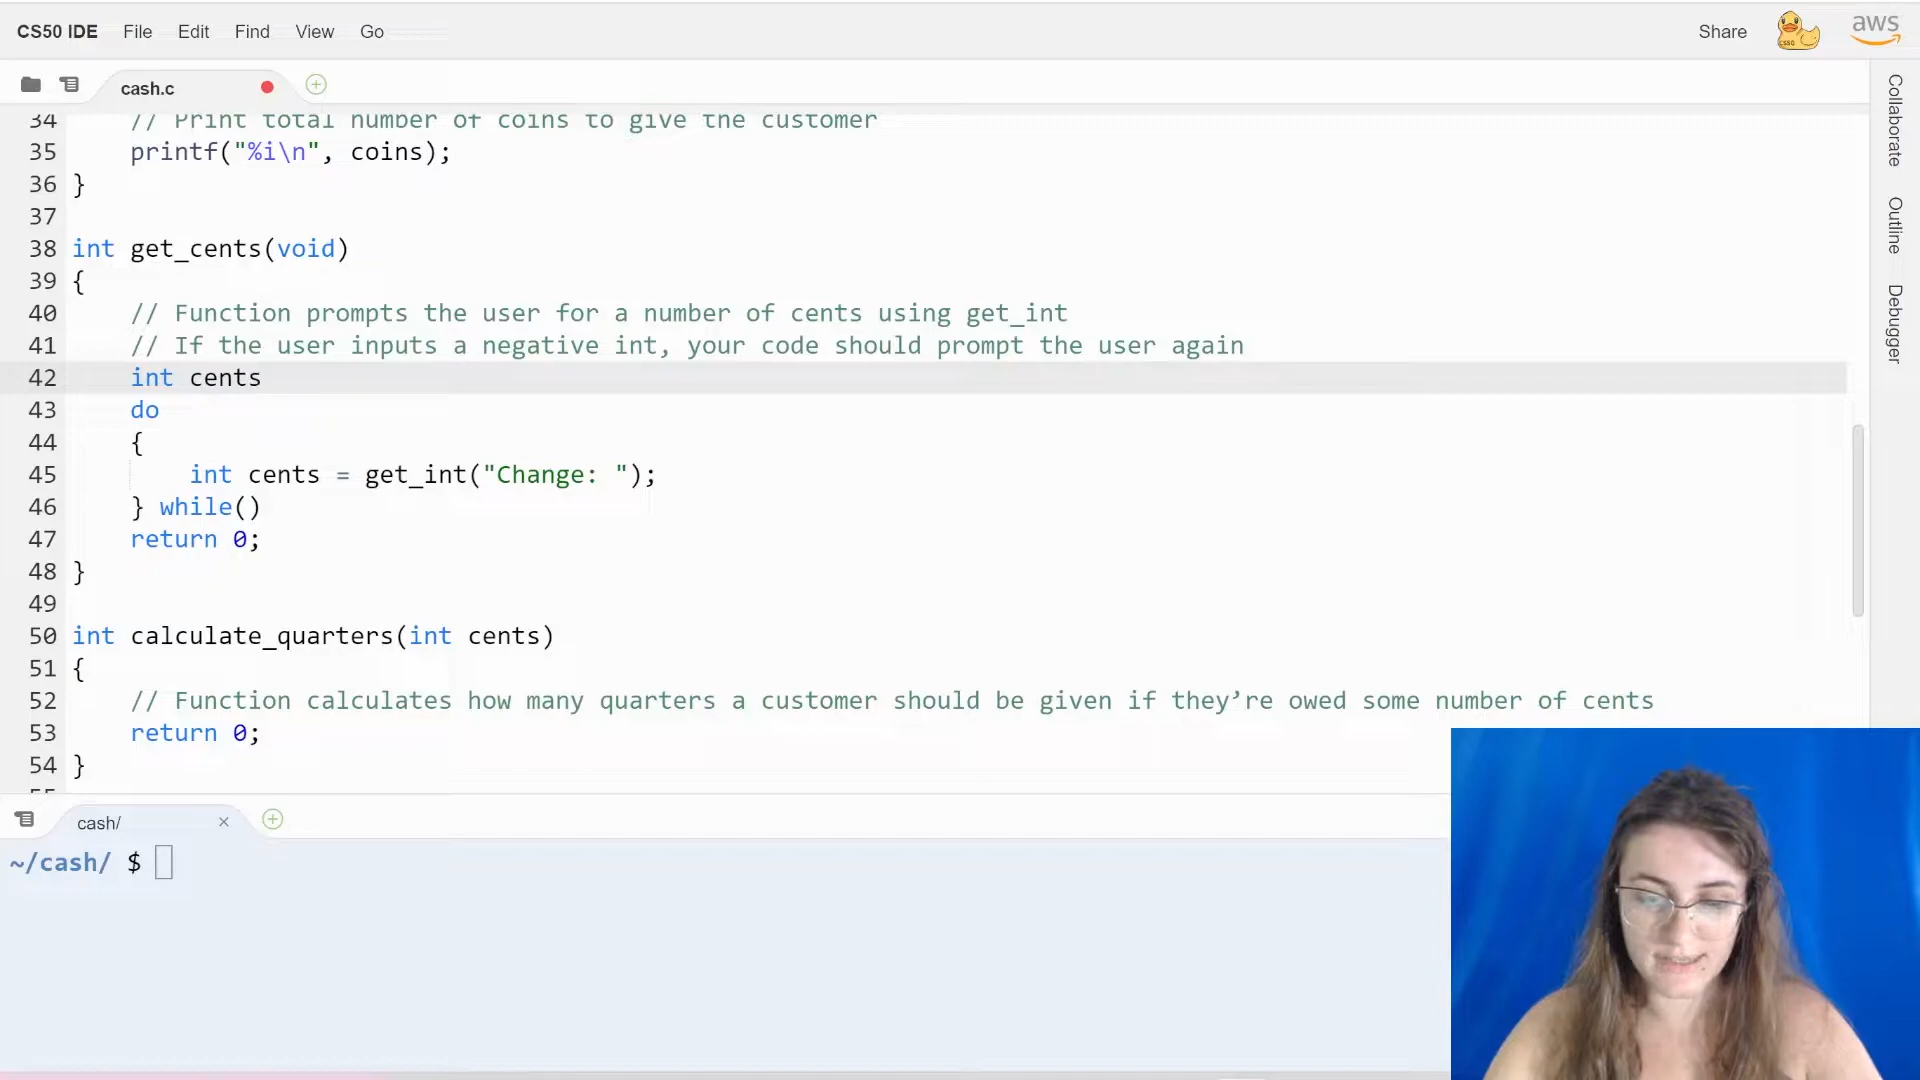 CS50 IDE File Edit Find View Go Share aws
cash.c
34 // Print total number of coins to give the customer
35 printf("%i\n", coins);
36 }
37
38 int get_cents(void)
39 {
40 // Function prompts the user for a number of cents using get_int
41 // If the user inputs a negative int, your code should prompt the user again
42 int cents
43 do
44 {
45 int cents = get_int("Change: ");
46 } while()
47 return 0;
48 }
49
50 int calculate_quarters(int cents)
51 {
52 // Function calculates how many quarters a customer should be given if they’re owed some number of cents
53 return 0;
54 }
55
Collaborate
Outline
Debugger
cash/ ×
~/cash/ $